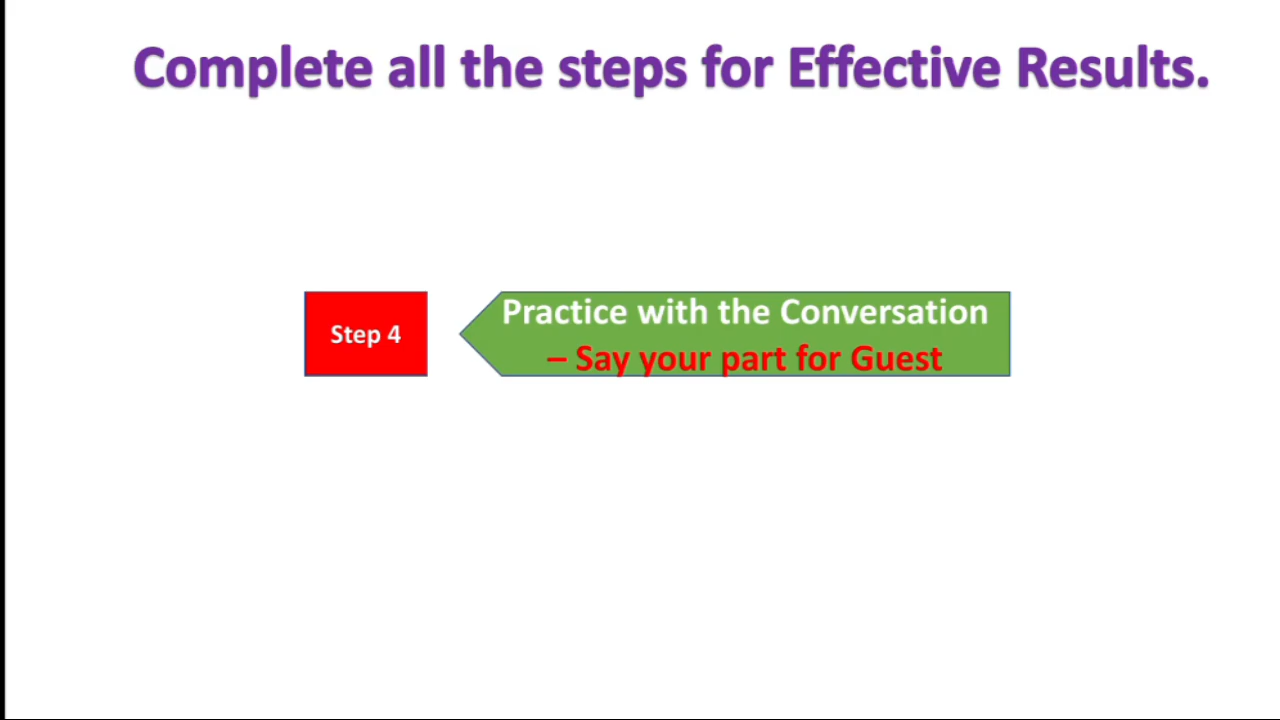 Complete all the steps for Effective Results.
Step 4
Practice with the Conversation
– Say your part for Guest